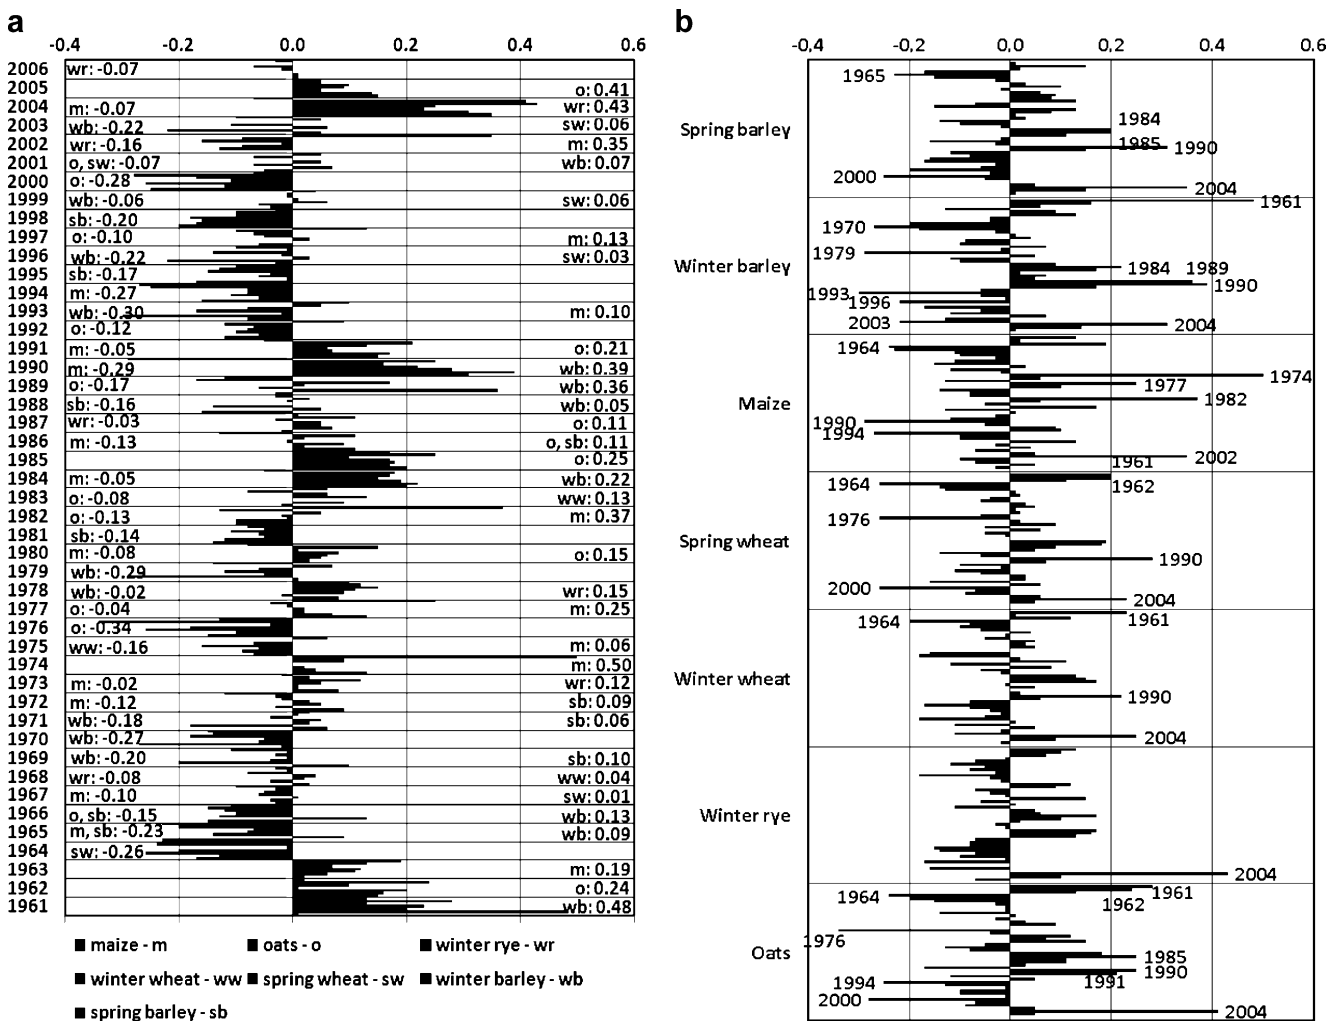 a
-0.4 -0.2 0.0 0.2 0.4 0.6
2006 wr: -0.07
2005 o: 0.41
2004 m: -0.07 wr: 0.43
2003 wb: -0.22 sw: 0.06
2002 wr: -0.16 m: 0.35
2001 o, sw: -0.07 wb: 0.07
2000 o: -0.28
1999 wb: -0.06 sw: 0.06
1998 sb: -0.20
1997 o: -0.10 m: 0.13
1996 wb: -0.22 sw: 0.03
1995 sb: -0.17
1994 m: -0.27
1993 wb: -0.30 m: 0.10
1992 o: -0.12
1991 m: -0.05 o: 0.21
1990 m: -0.29 wb: 0.39
1989 o: -0.17 wb: 0.36
1988 sb: -0.16 wb: 0.05
1987 wr: -0.03 o: 0.11
1986 m: -0.13 o, sb: 0.11
1985 o: 0.25
1984 m: -0.05 wb: 0.22
1983 o: -0.08 ww: 0.13
1982 o: -0.13 m: 0.37
1981 sb: -0.14
1980 m: -0.08 o: 0.15
1979 wb: -0.29
1978 wb: -0.02 wr: 0.15
1977 o: -0.04 m: 0.25
1976 o: -0.34
1975 ww: -0.16 m: 0.06
1974 m: 0.50
1973 m: -0.02 wr: 0.12
1972 m: -0.12 sb: 0.09
1971 wb: -0.18 sb: 0.06
1970 wb: -0.27
1969 wb: -0.20 sb: 0.10
1968 wr: -0.08 ww: 0.04
1967 m: -0.10 sw: 0.01
1966 o, sb: -0.15 wb: 0.13
1965 m, sb: -0.23 wb: 0.09
1964 sw: -0.26
1963 m: 0.19
1962 o: 0.24
1961 wb: 0.48
maize - m oats - o winter rye - wr
winter wheat - ww spring wheat - sw winter barley - wb
spring barley - sb
b
-0.4 -0.2 0.0 0.2 0.4 0.6
1965
1984
Spring barley
1985 1990
2000
2004
1961
1970
1979
Winter barley 1984 1989
1990
1993
1996
2003 2004
1964
1974
1977
Maize 1982
1990
1994
2002
1961
1964 1962
1976
Spring wheat
1990
2000
2004
1961
1964
Winter wheat
1990
2004
Winter rye
2004
1961
1964
1962
1976
Oats 1985
1990
1994 1991
2000
2004